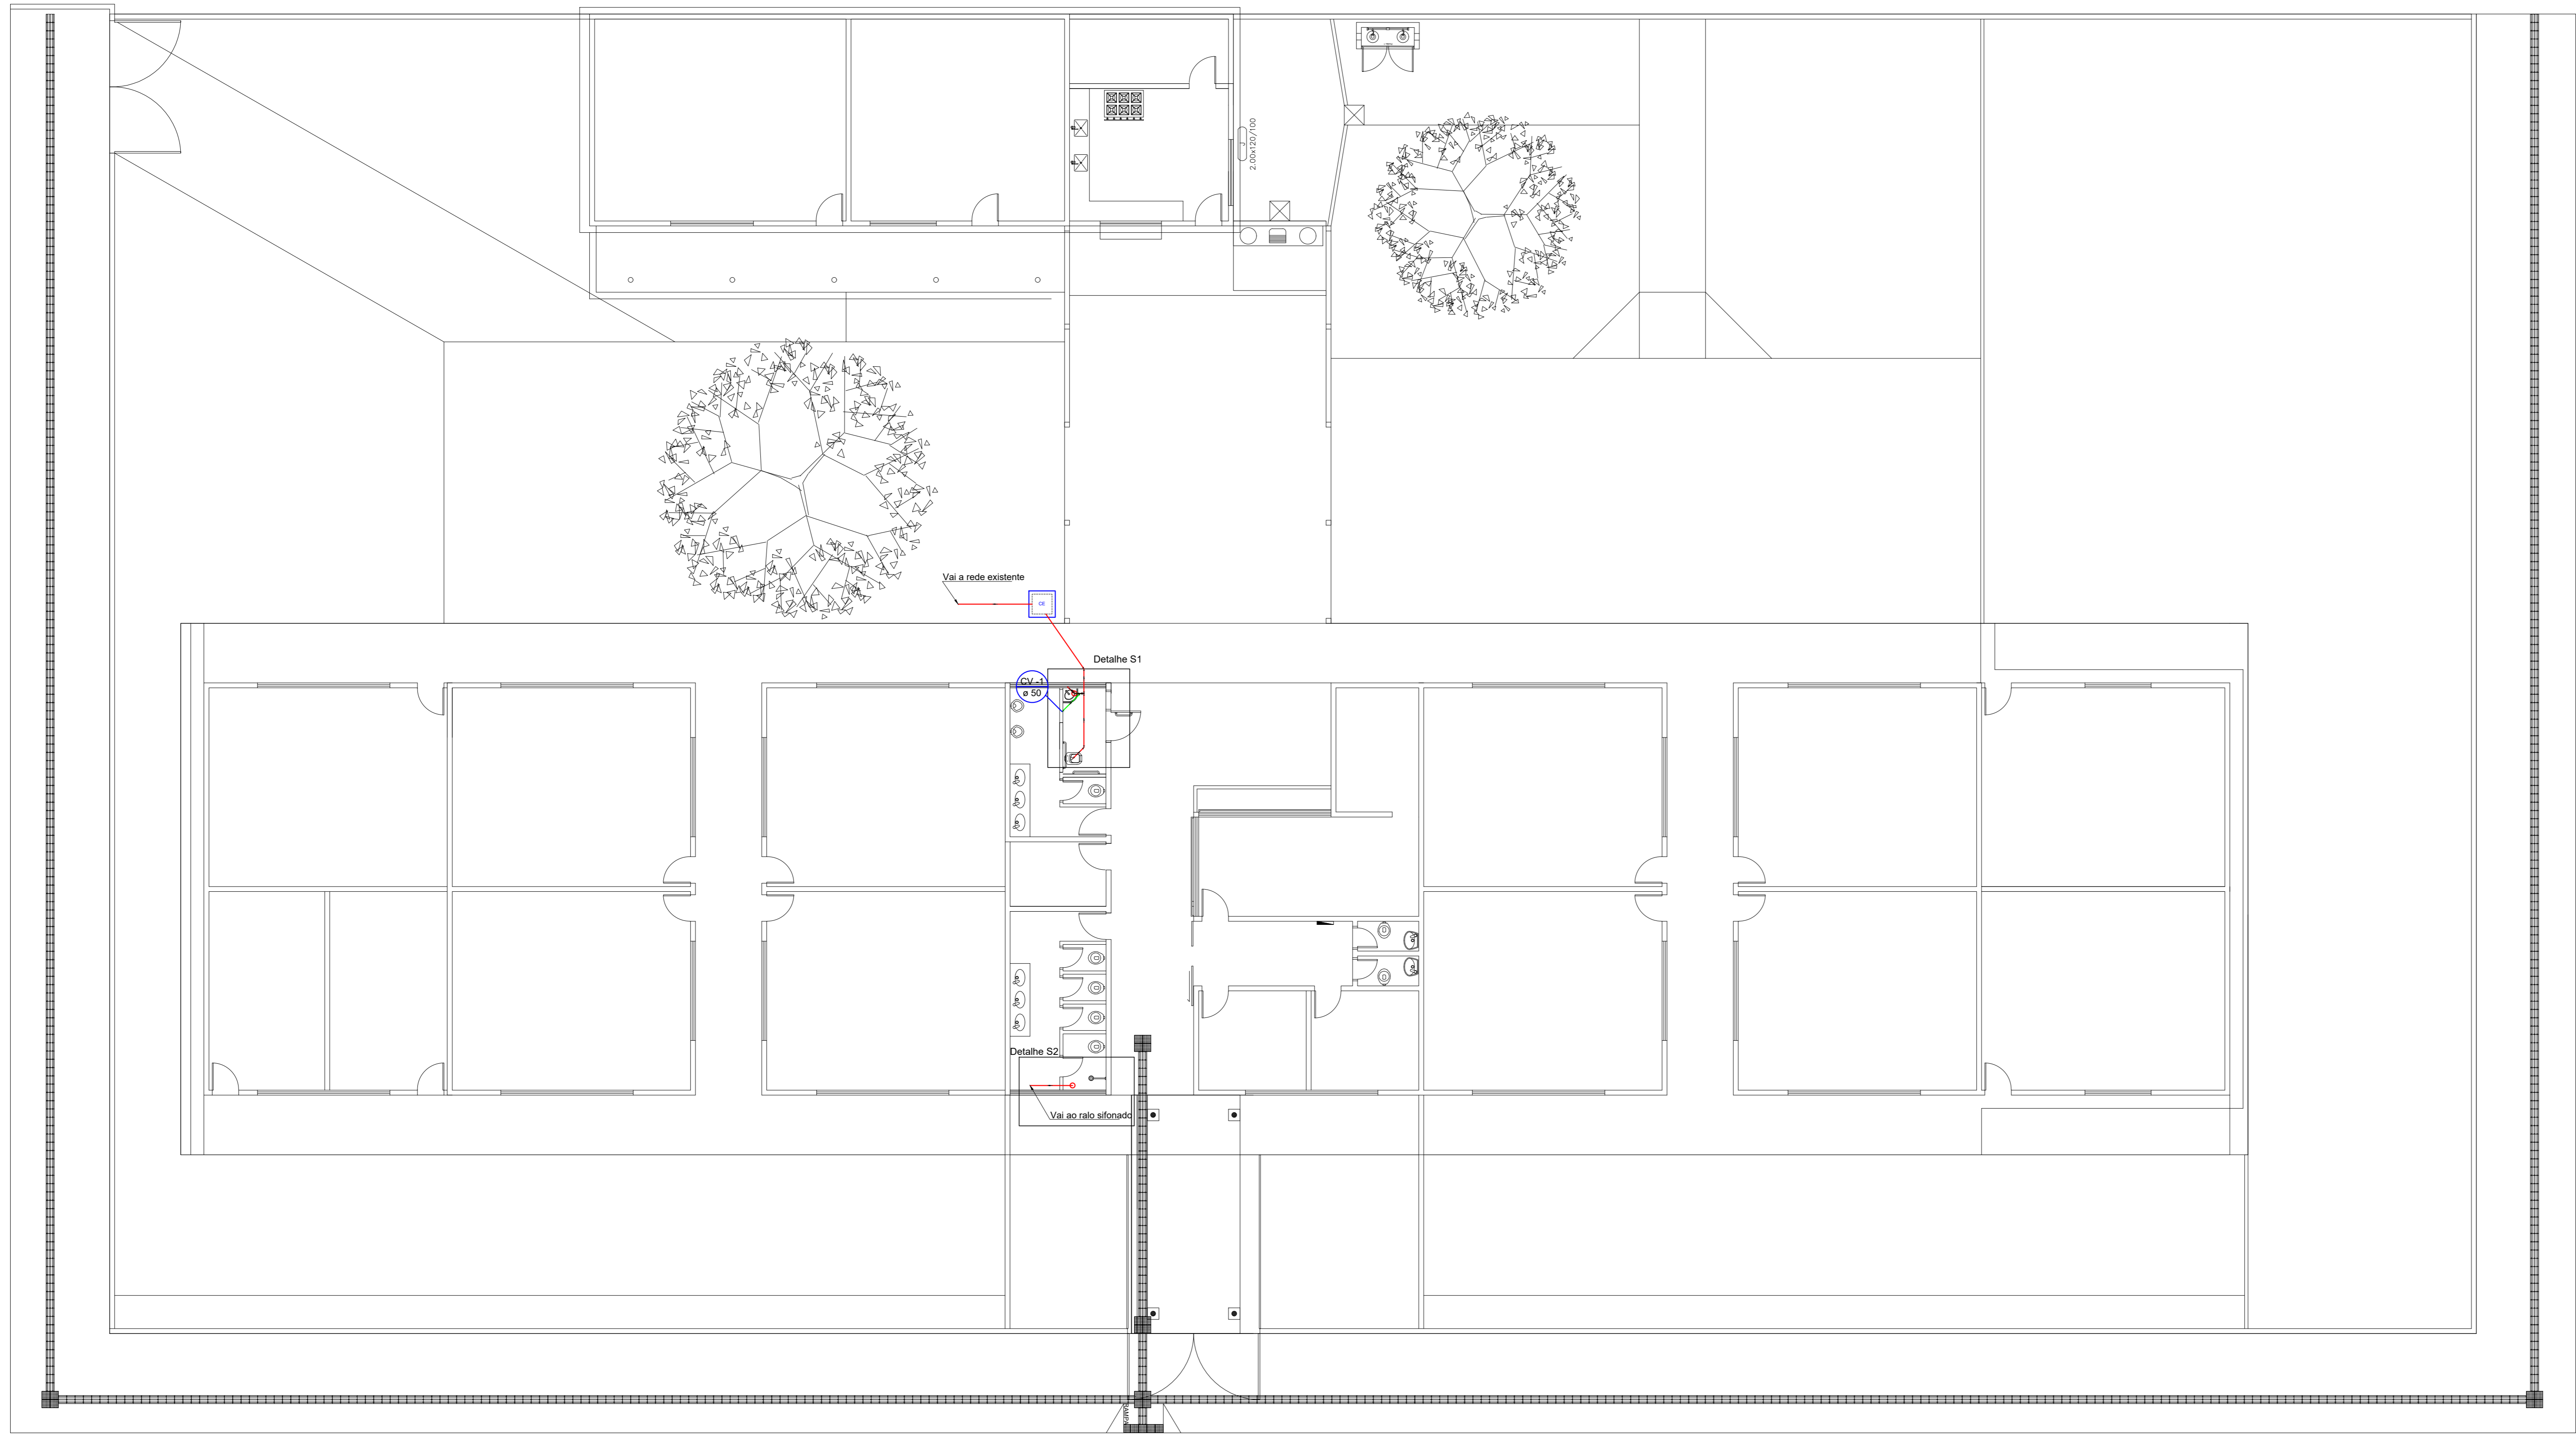 J
2.00x120/100
Vai a rede existente
CE
Detalhe S1
CV -1
ø 50
Detalhe S2
Vai ao ralo sifonado
RAMPA